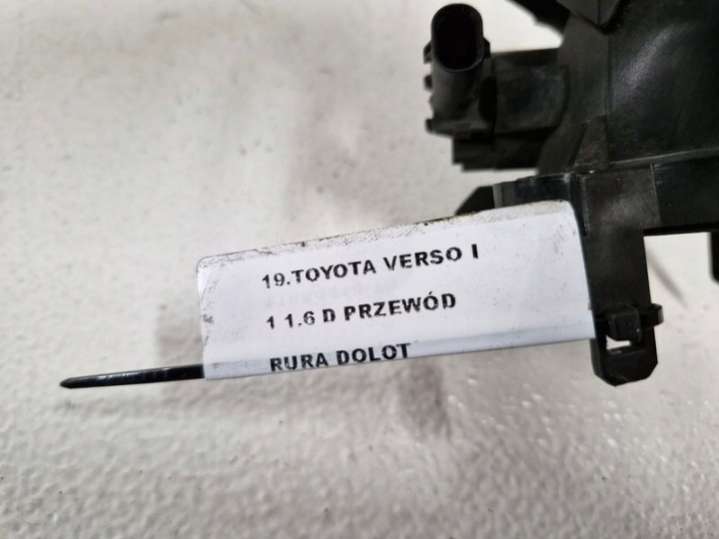 19.TOYOTA VERSO I
1 1.6 D PRZEWÓD
RURA DOLOT